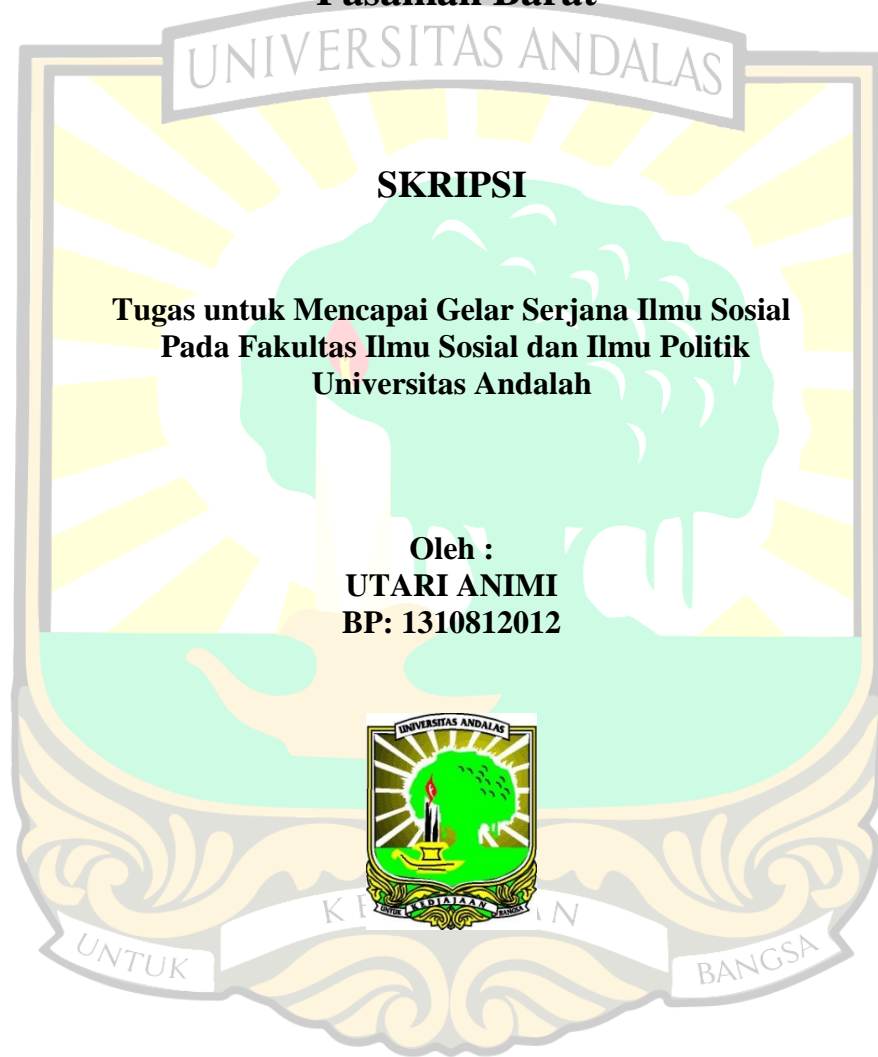 Pasaman Barat
UNIVERSITAS ANDALAS
SKRIPSI
Tugas untuk Mencapai Gelar Serjana Ilmu Sosial
Pada Fakultas Ilmu Sosial dan Ilmu Politik
Universitas Andalah
Oleh :
UTARI ANIMI
BP: 1310812012
UNIVERSITAS ANDALAS
UNTUK KEDJAJAAN BANGSA
UNTUK
BANGSA